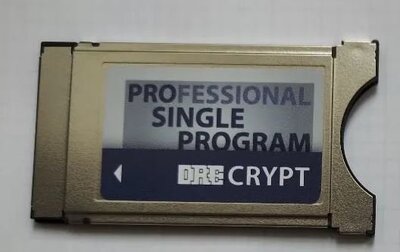 PROFESSIONAL
SINGLE
PROGRAM
DRE CRYPT